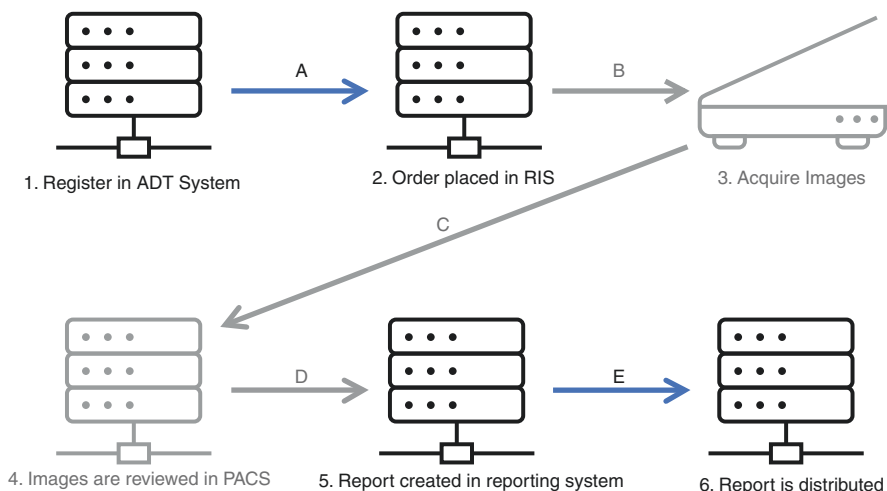 A
B
1. Register in ADT System
2. Order placed in RIS
3. Acquire Images
C
D
E
4. Images are reviewed in PACS
5. Report created in reporting system
6. Report is distributed